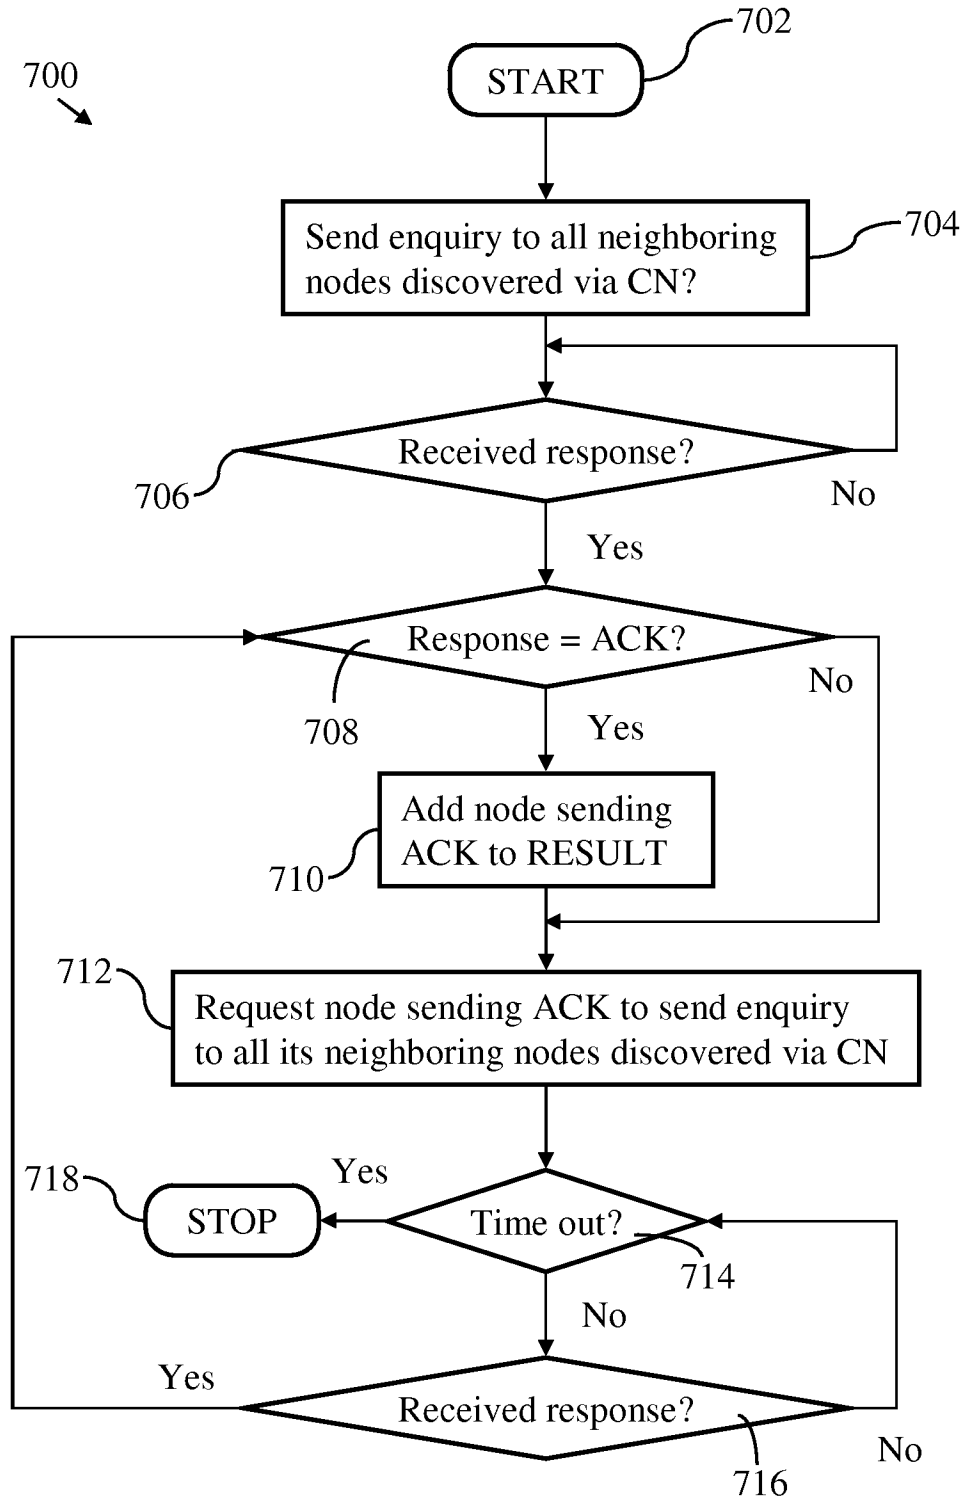 702
START
700
704
Send enquiry to all neighboring
nodes discovered via CN?
Received response?
706
No
Yes
Response = ACK?
No
708
Yes
Add node sending
ACK to RESULT
710
712
Request node sending ACK to send enquiry
to all its neighboring nodes discovered via CN
718
Yes
STOP
Time out?
714
No
Yes
Received response?
No
716